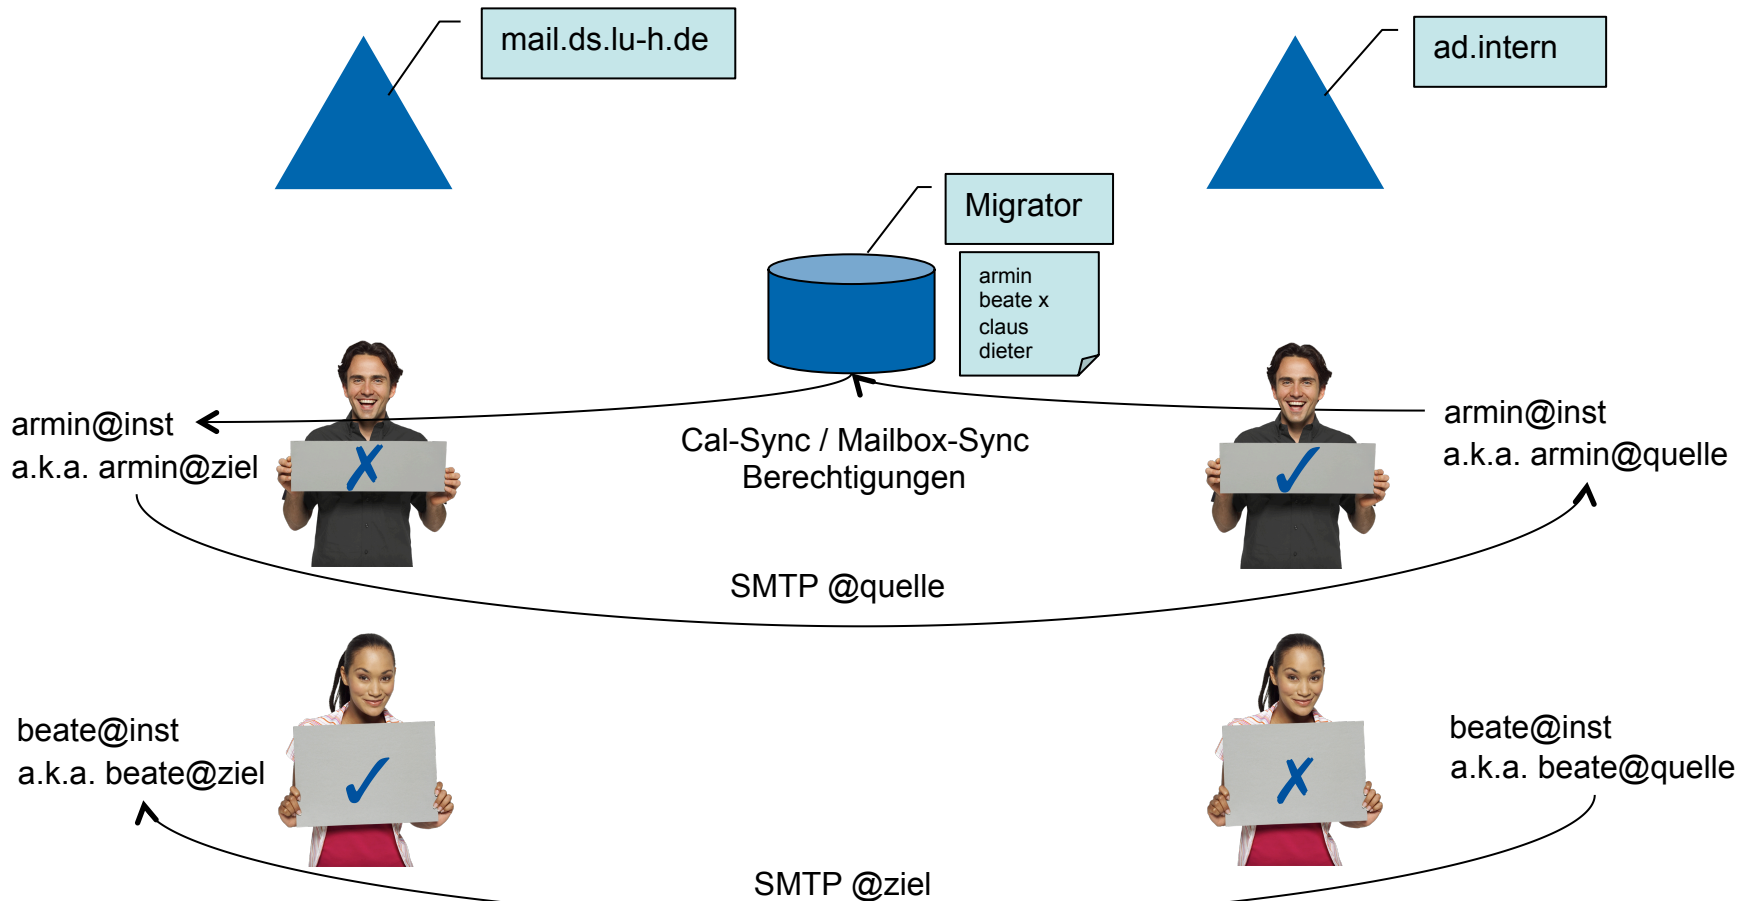 mail.ds.lu-h.de
ad.intern
Migrator
armin
beate x
claus
dieter
armin@inst
a.k.a. armin@ziel
Cal-Sync / Mailbox-Sync
Berechtigungen
armin@inst
a.k.a. armin@quelle
SMTP @quelle
beate@inst
a.k.a. beate@ziel
beate@inst
a.k.a. beate@quelle
SMTP @ziel